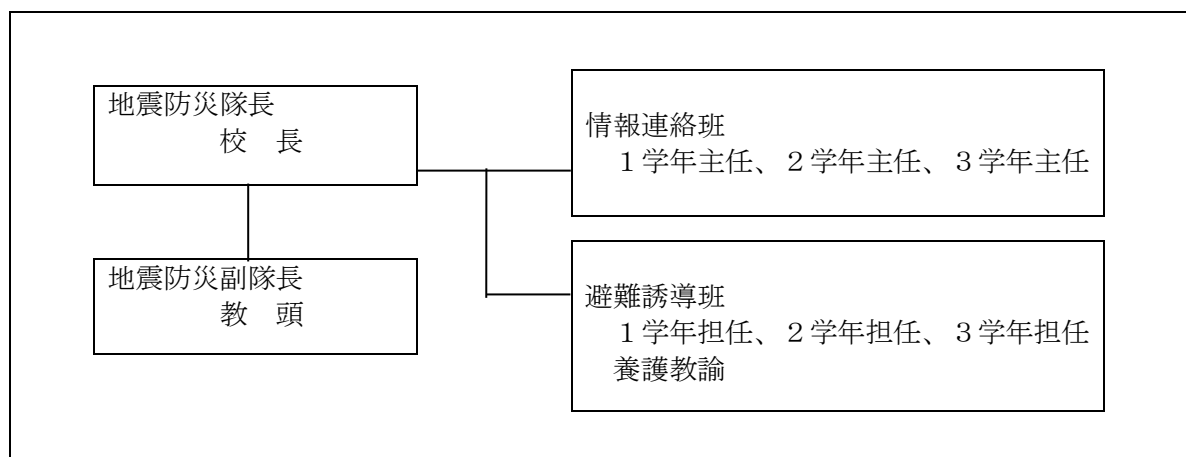 地震防災隊長
校　長
地震防災副隊長
教　頭
情報連絡班
１学年主任、２学年主任、３学年主任
避難誘導班
１学年担任、２学年担任、３学年担任
養護教諭